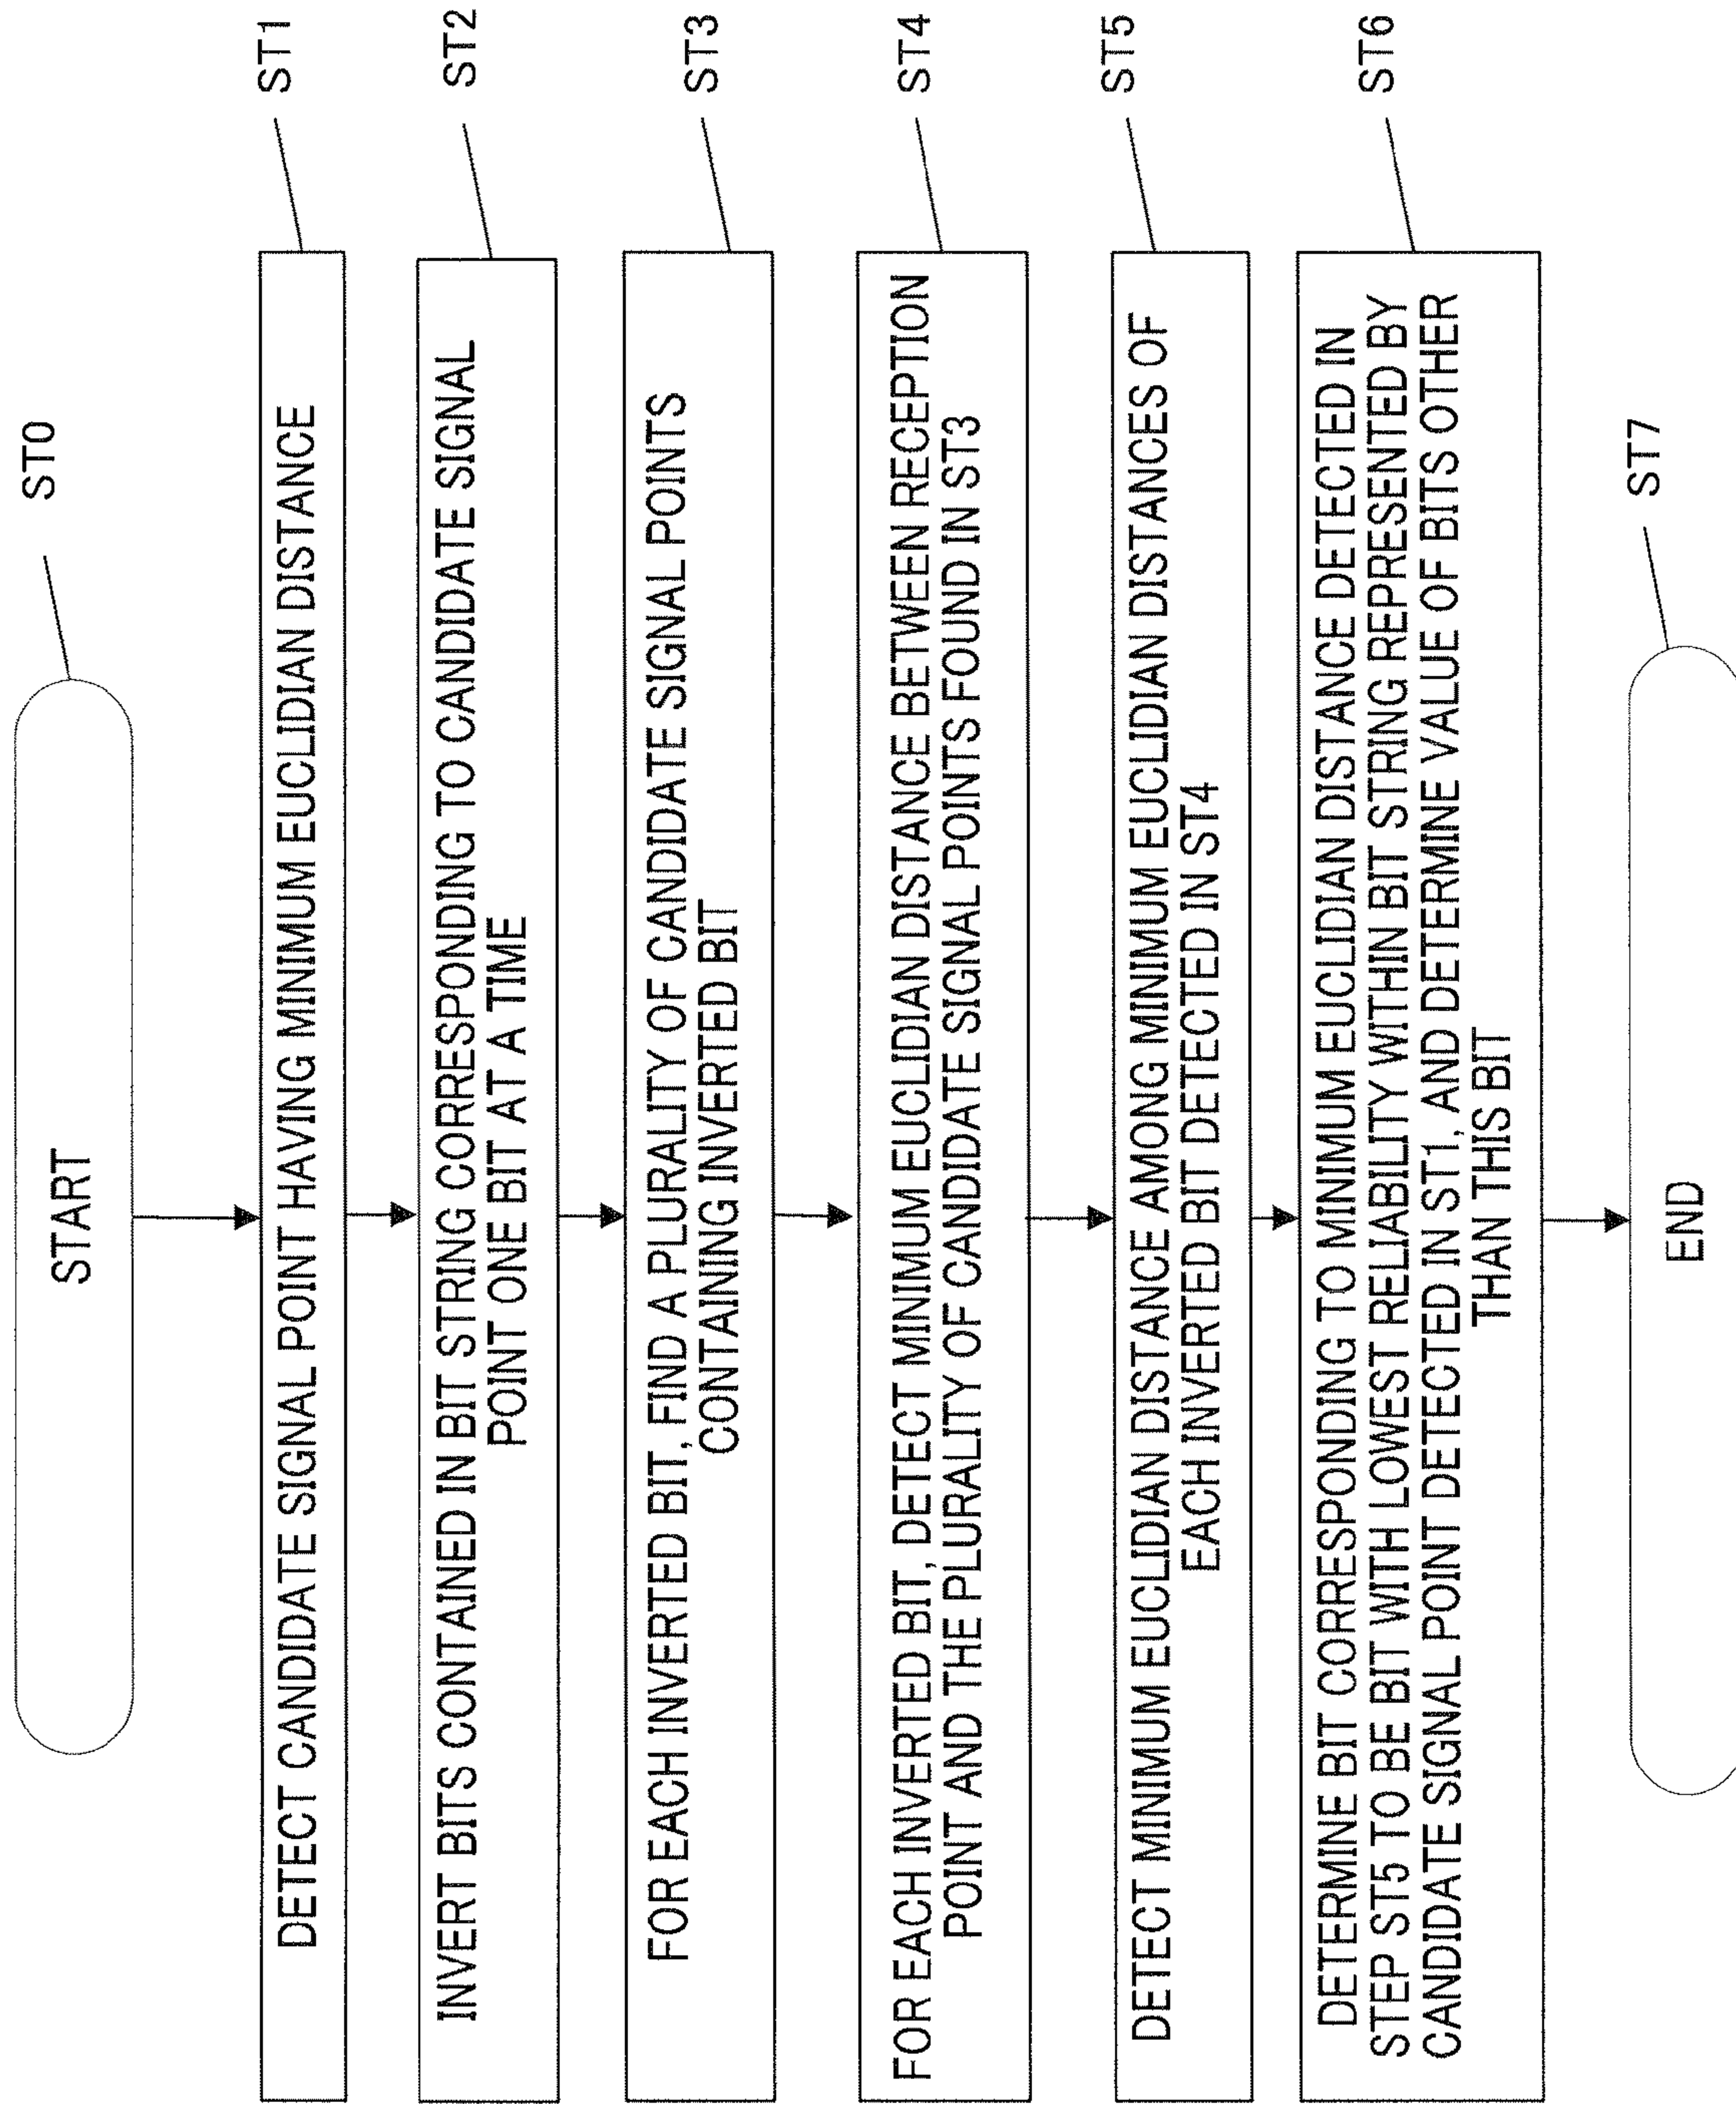 START
ST0
DETECT CANDIDATE SIGNAL POINT HAVING MINIMUM EUCLIDIAN DISTANCE
ST1
INVERT BITS CONTAINED IN BIT STRING CORRESPONDING TO CANDIDATE SIGNAL
POINT ONE BIT AT A TIME
ST2
FOR EACH INVERTED BIT, FIND A PLURALITY OF CANDIDATE SIGNAL POINTS
CONTAINING INVERTED BIT
ST3
FOR EACH INVERTED BIT, DETECT MINIMUM EUCLIDIAN DISTANCE BETWEEN RECEPTION
POINT AND THE PLURALITY OF CANDIDATE SIGNAL POINTS FOUND IN ST3
ST4
DETECT MINIMUM EUCLIDIAN DISTANCE AMONG MINIMUM EUCLIDIAN DISTANCES OF
EACH INVERTED BIT DETECTED IN ST4
ST5
DETERMINE BIT CORRESPONDING TO MINIMUM EUCLIDIAN DISTANCE DETECTED IN
STEP ST5 TO BE BIT WITH LOWEST RELIABILITY WITHIN BIT STRING REPRESENTED BY
CANDIDATE SIGNAL POINT DETECTED IN ST1, AND DETERMINE VALUE OF BITS OTHER
THAN THIS BIT
ST6
END
ST7